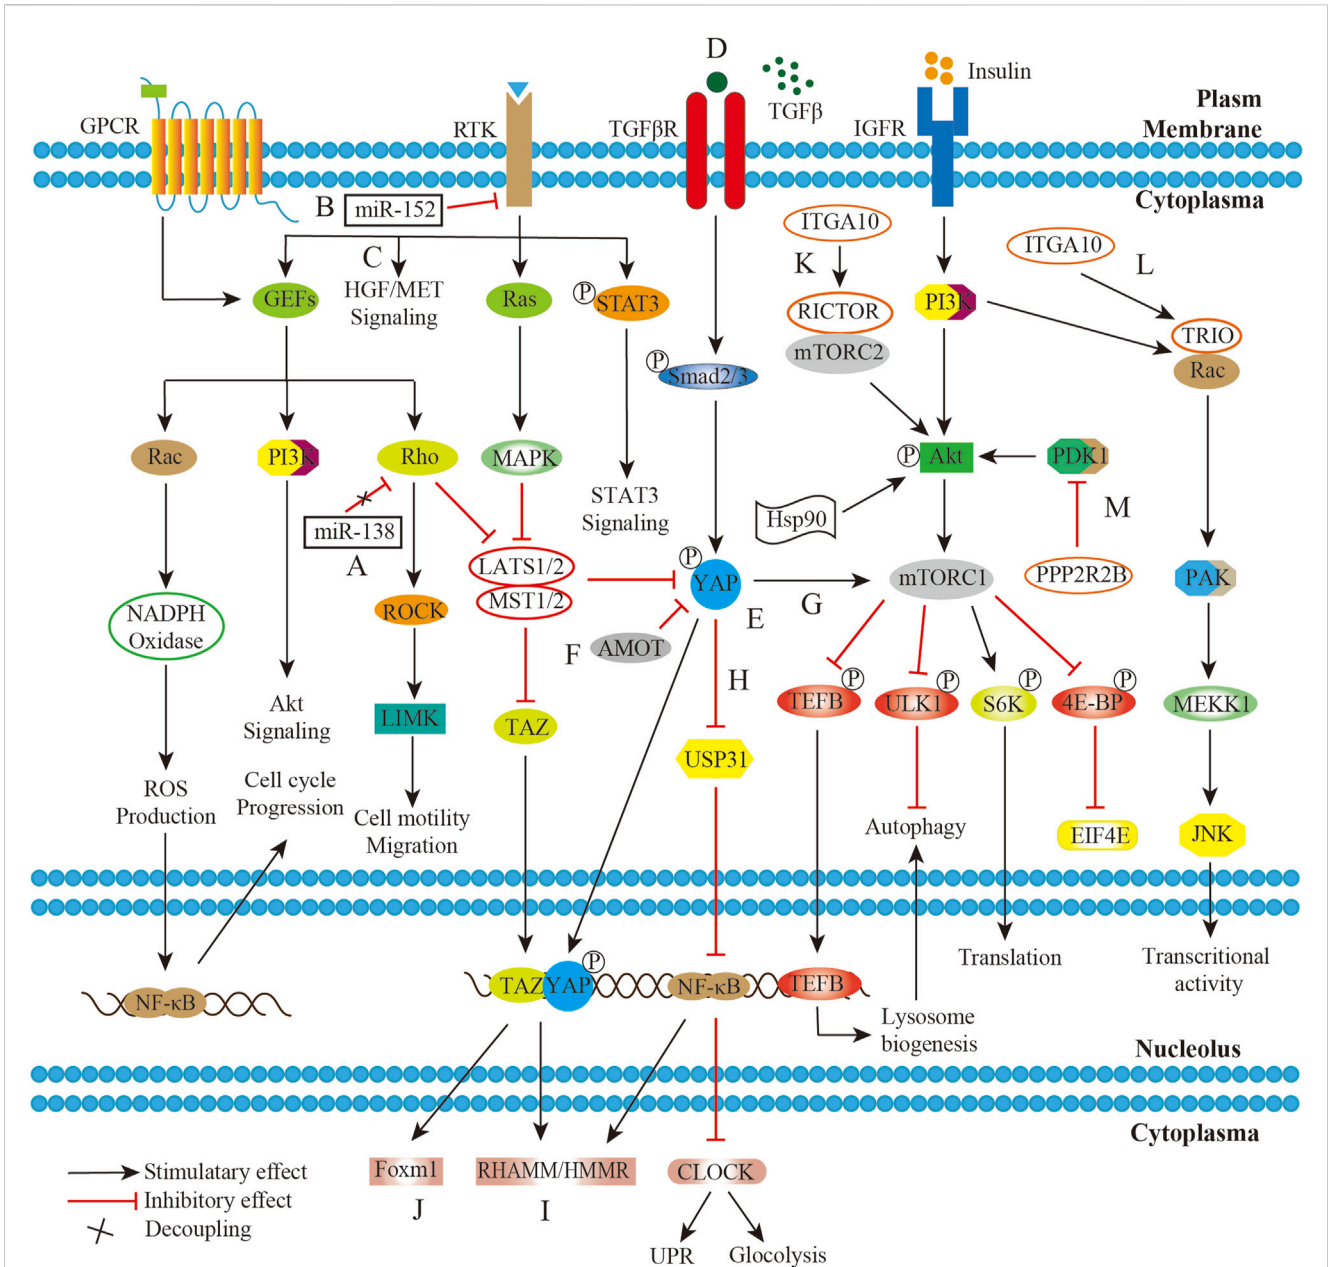 D
Insulin
TGFβ
GPCR
RTK
TGFβR
IGFR
Plasm
Membrane
Cytoplasma
B
miR-152
ITGA10
ITGA10
C
K
L
GEFs
HGF/MET
Signaling
Ras
P
STAT3
RICTOR
mTORC2
PI3K
TRIO
Rac
P
Smad2/3
Rac
PI3K
Rho
MAPK
P
Akt
PDK1
STAT3
Signaling
miR-138
A
Hsp90
M
LATS1/2
MST1/2
P
YAP
mTORC1
PPP2R2B
PAK
NADPH
Oxidase
ROCK
E
G
F
AMOT
H
Akt
Signaling
LIMK
TAZ
TEFB
P
ULK1
P
S6K
P
4E-BP
P
MEKK1
USP31
ROS
Production
Cell cycle
Progression
Cell motility
Migration
Autophagy
EIF4E
JNK
Translation
Transcritional
activity
NF-κB
TAZ
YAP
P
NF-κB
TEFB
Lysosome
biogenesis
Nucleolus
Cytoplasma
Stimulatary effect
Inhibitory effect
Decoupling
Foxm1
RHAMM/HMMR
CLOCK
J
I
UPR
Glocolysis